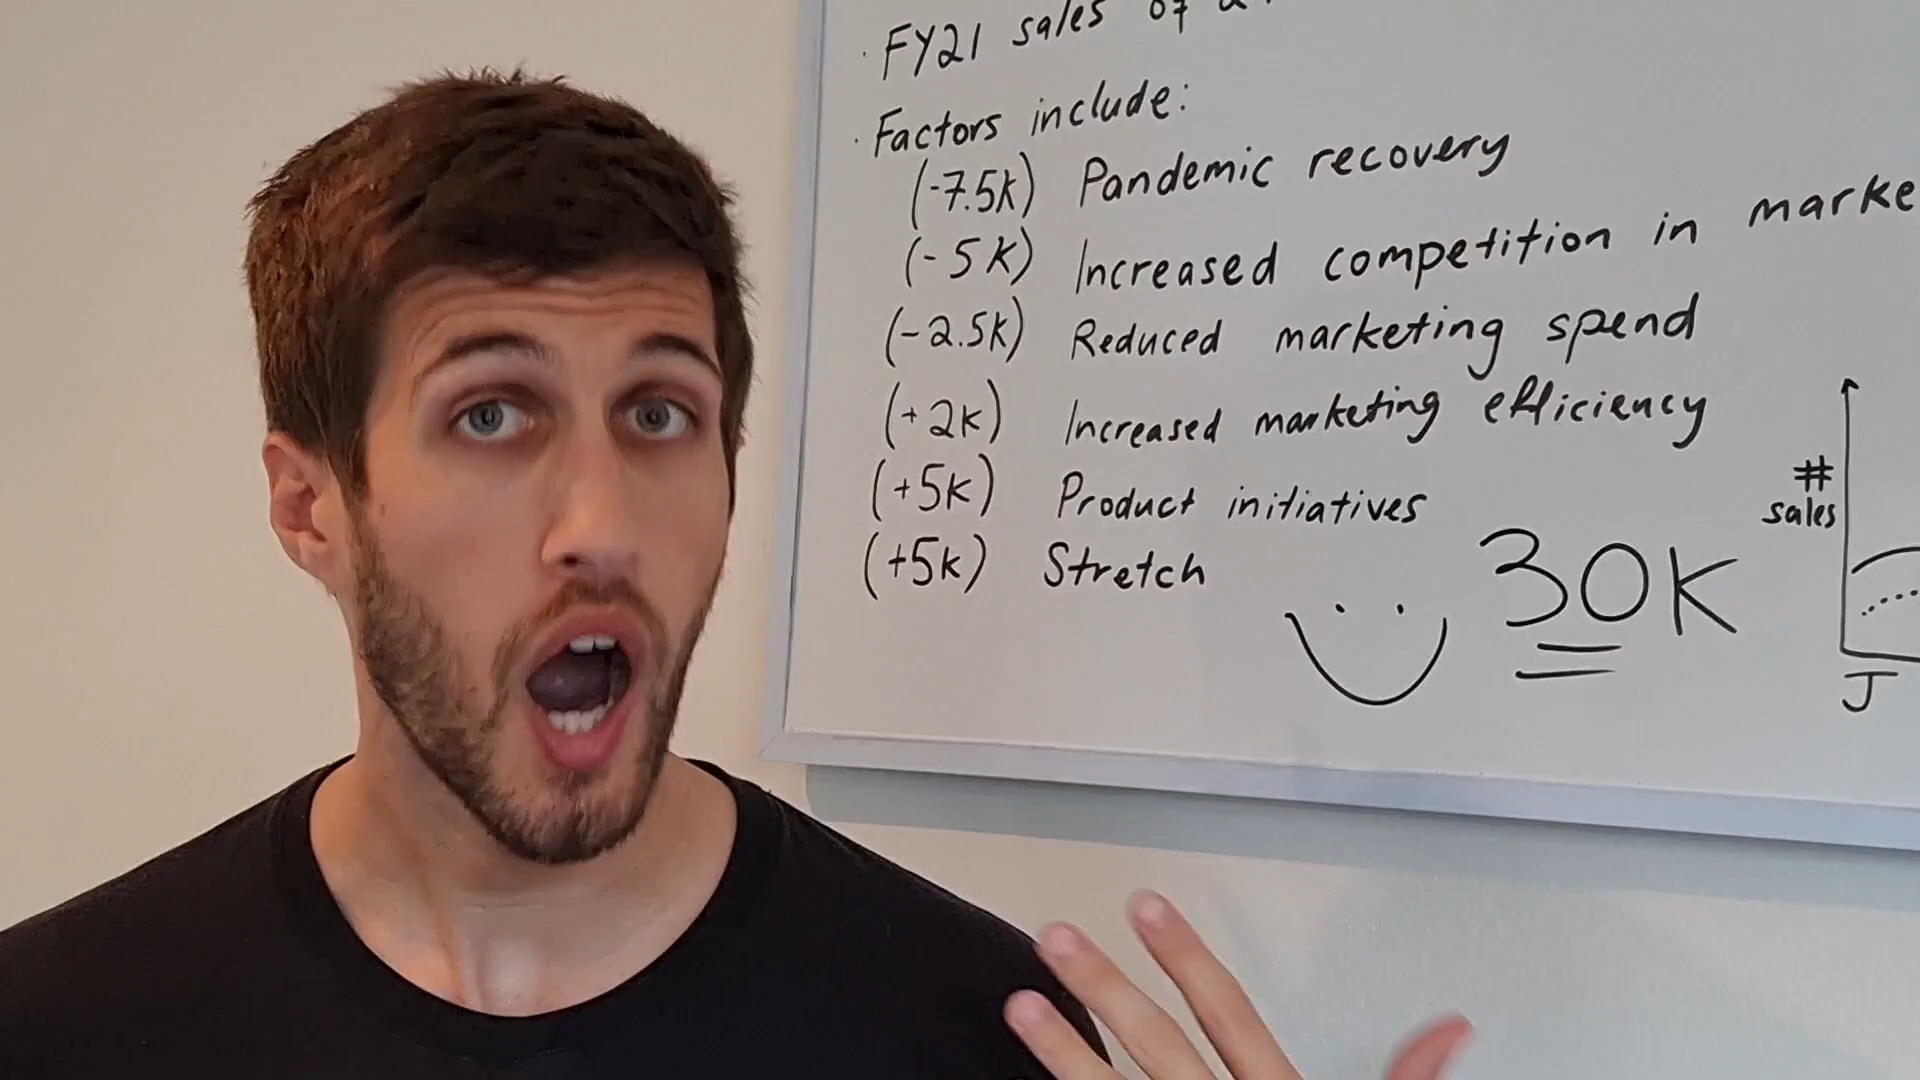 · FY21 sales of
· Factors include:
(-7.5k) Pandemic recovery
(-5k) Increased competition in
(-2.5k) Reduced marketing spend
(+2k) Increased marketing efficiency
(+5k) Product initiatives
(+5k) Stretch
30K
# sales
J